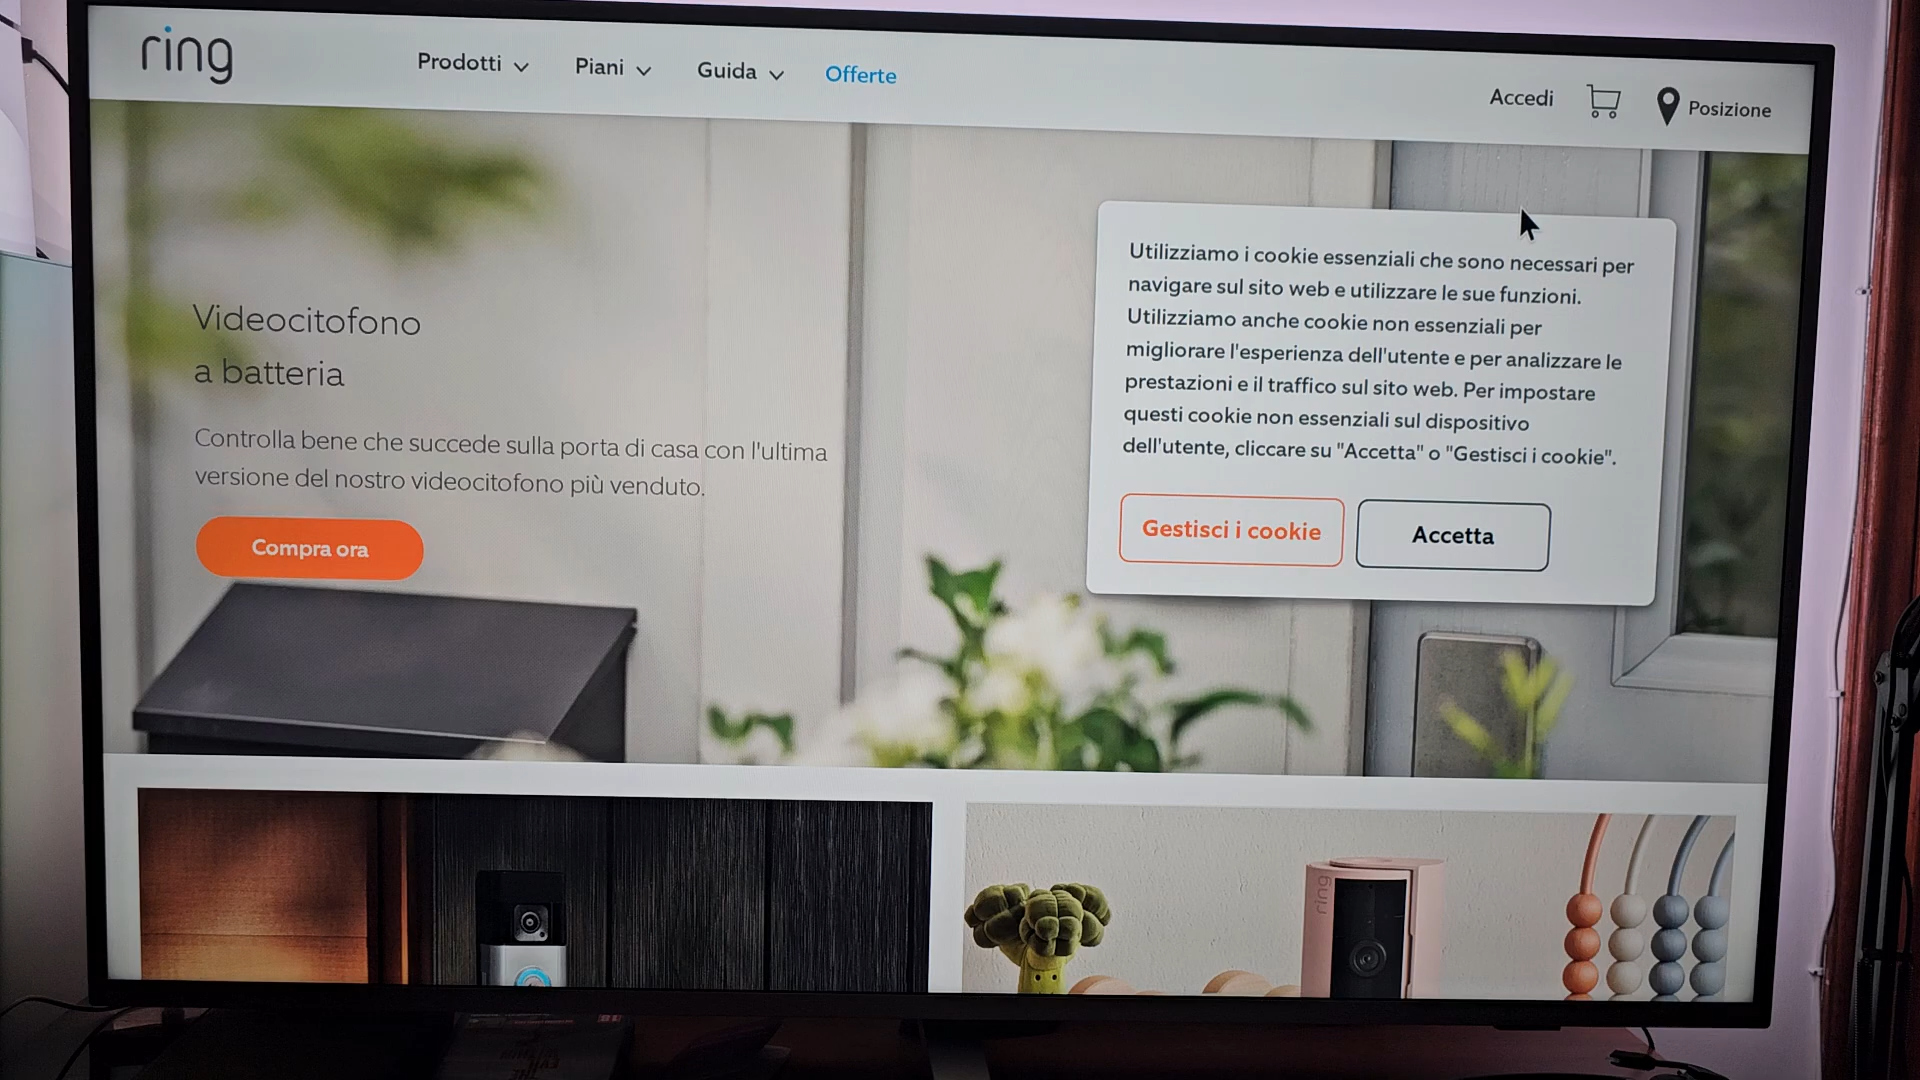 ring
Prodotti
Piani
Guida
Offerte
Accedi
Posizione
Videocitofono
a batteria
Controlla bene che succede sulla porta di casa con l'ultima
versione del nostro videocitofono più venduto.
Compra ora
Utilizziamo i cookie essenziali che sono necessari per
navigare sul sito web e utilizzare le sue funzioni.
Utilizziamo anche cookie non essenziali per
migliorare l'esperienza dell'utente e per analizzare le
prestazioni e il traffico sul sito web. Per impostare
questi cookie non essenziali sul dispositivo
dell'utente, cliccare su "Accetta" o "Gestisci i cookie".
Gestisci i cookie
Accetta
ring